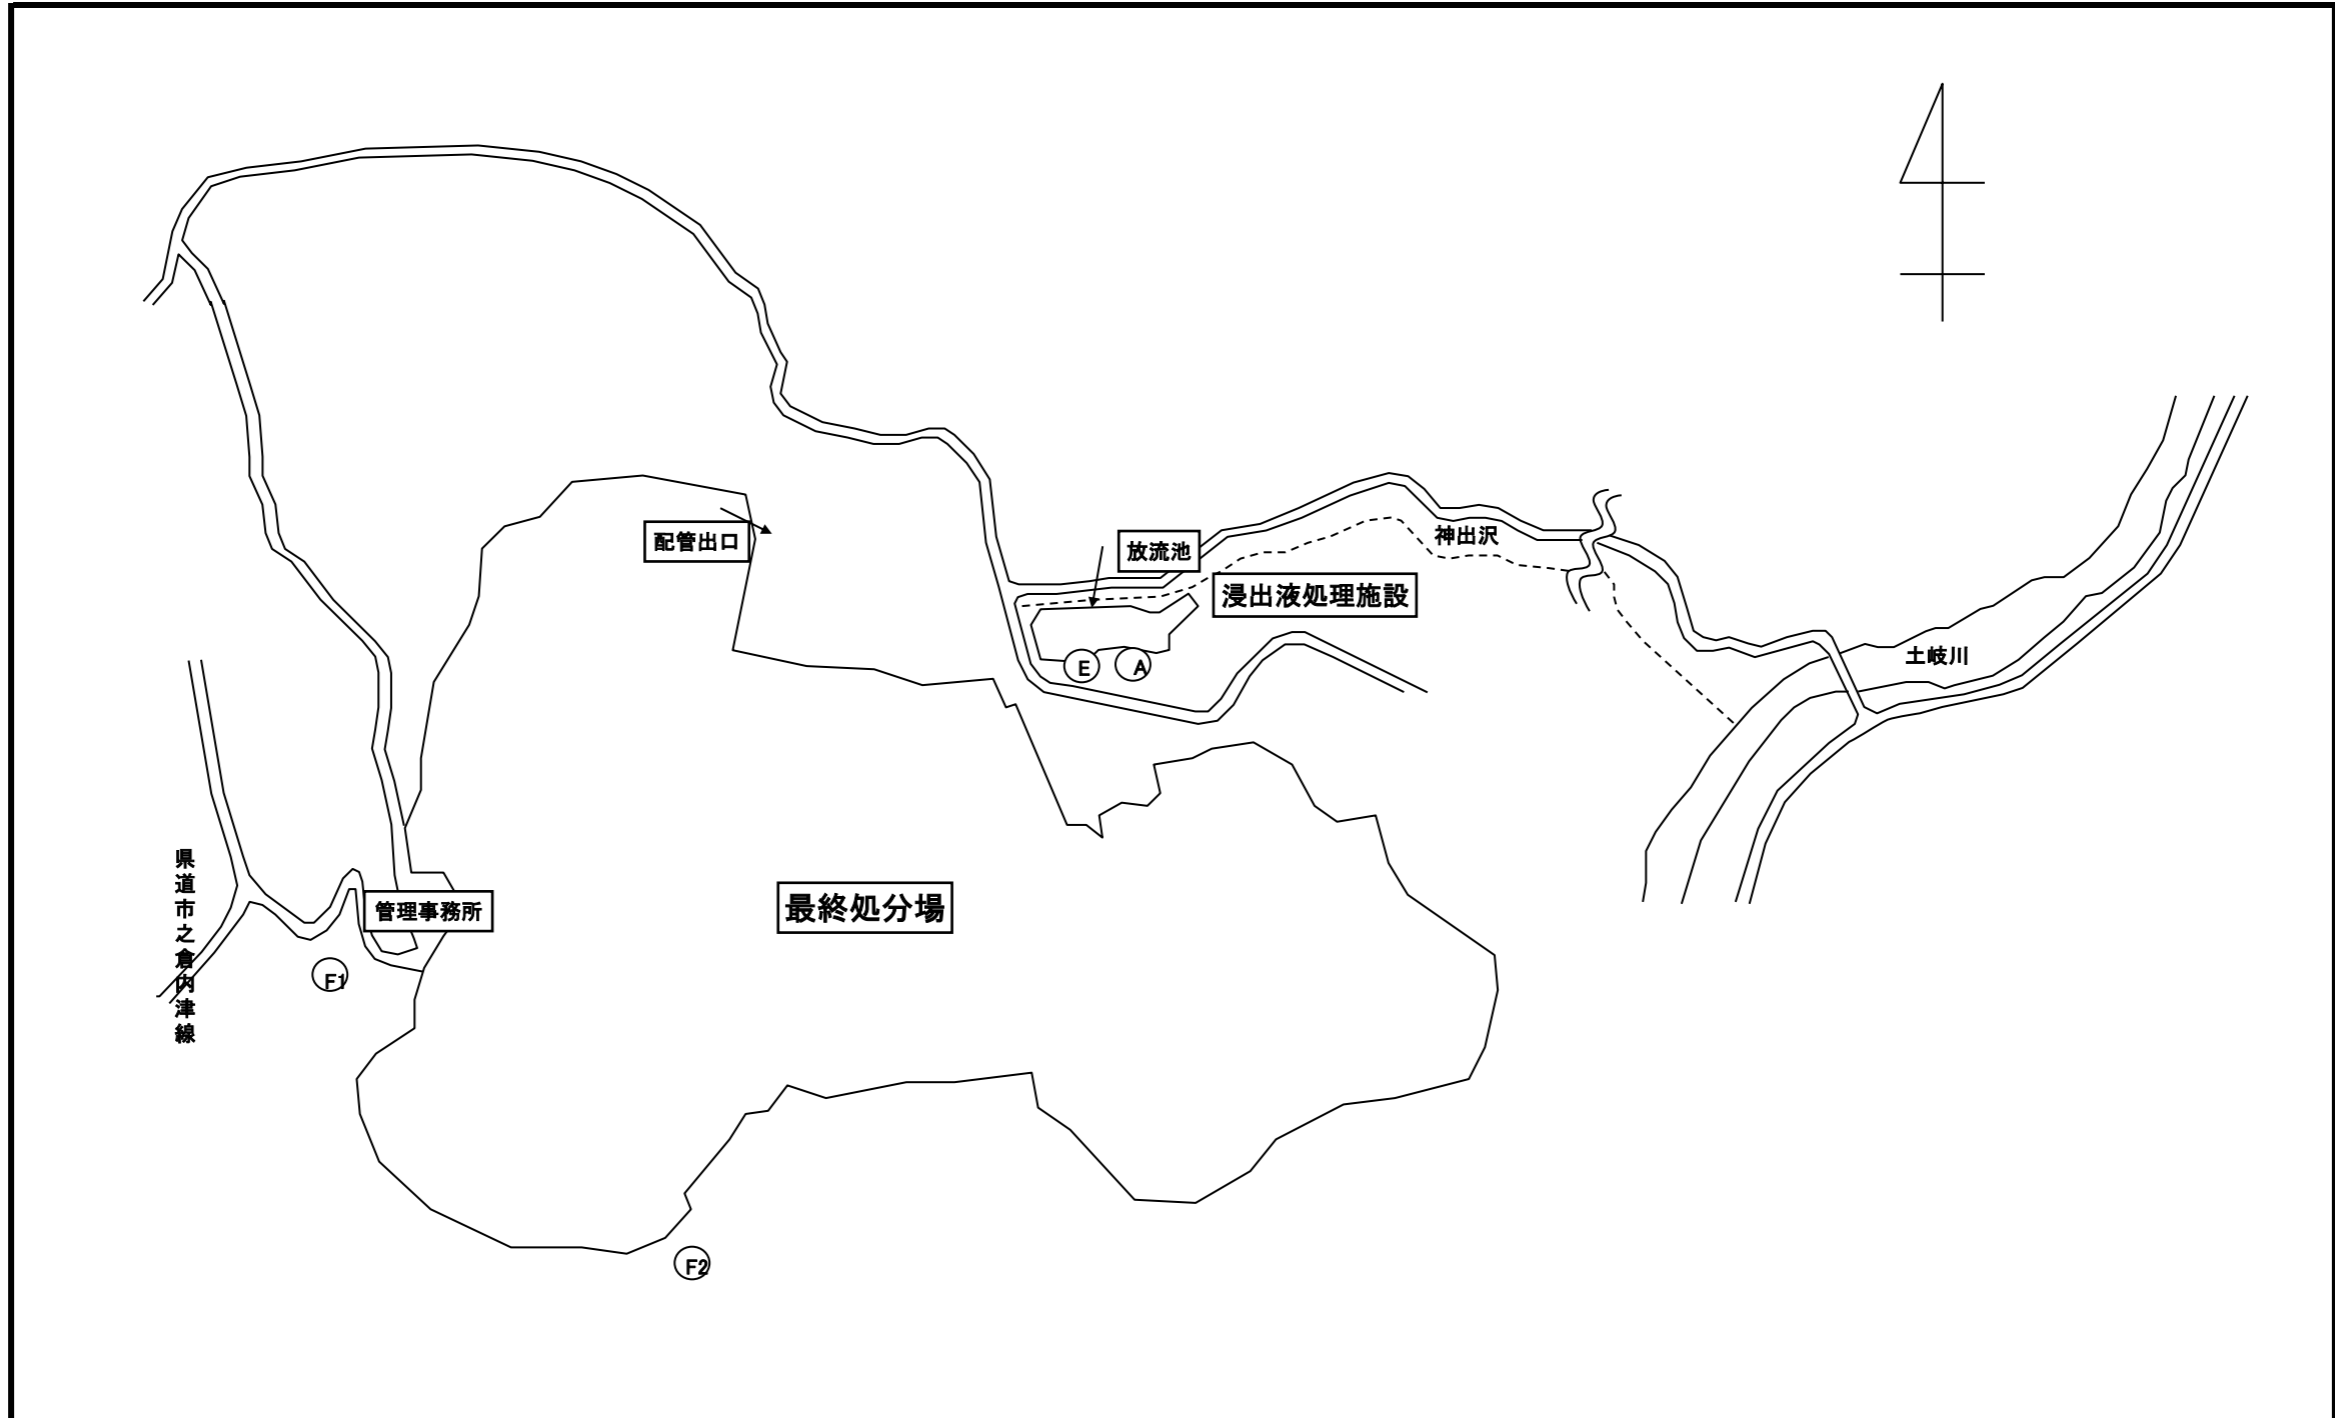 神出沢
配管出口
放流池
浸出液処理施設
土岐川
E
A
県道市之倉内津線
管理事務所
最終処分場
F1
F2